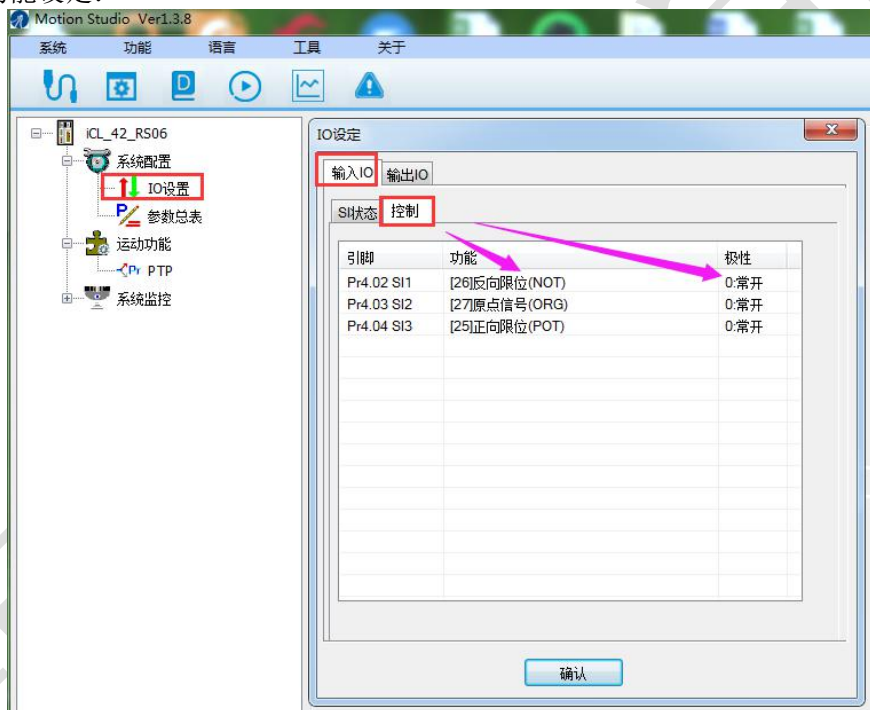 Motion Studio Ver1.3.8
系统 功能 语言 工具 关于
iCL_42_RS06
系统配置
IO设置
参数总表
运动功能
PTP
系统监控
IO设定
输入IO 输出IO
SI状态 控制
引脚 功能 极性
Pr4.02 SI1 [26]反向限位(NOT) 0:常开
Pr4.03 SI2 [27]原点信号(ORG) 0:常开
Pr4.04 SI3 [25]正向限位(POT) 0:常开
确认